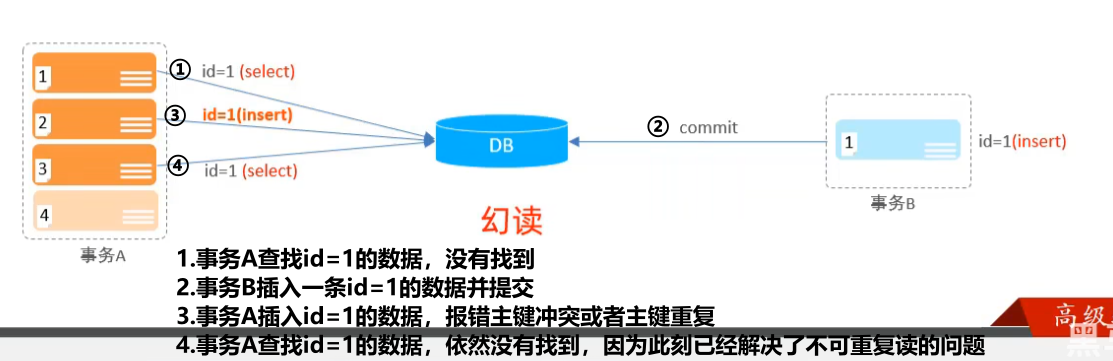 1
① id=1 (select)
2
③ id=1(insert)
3
④ id=1 (select)
4
事务A
DB
② commit
1
id=1(insert)
事务B
幻读
1.事务A查找id=1的数据，没有找到
2.事务B插入一条id=1的数据并提交
3.事务A插入id=1的数据，报错主键冲突或者主键重复
4.事务A查找id=1的数据，依然没有找到，因为此刻已经解决了不可重复读的问题
高级
黑